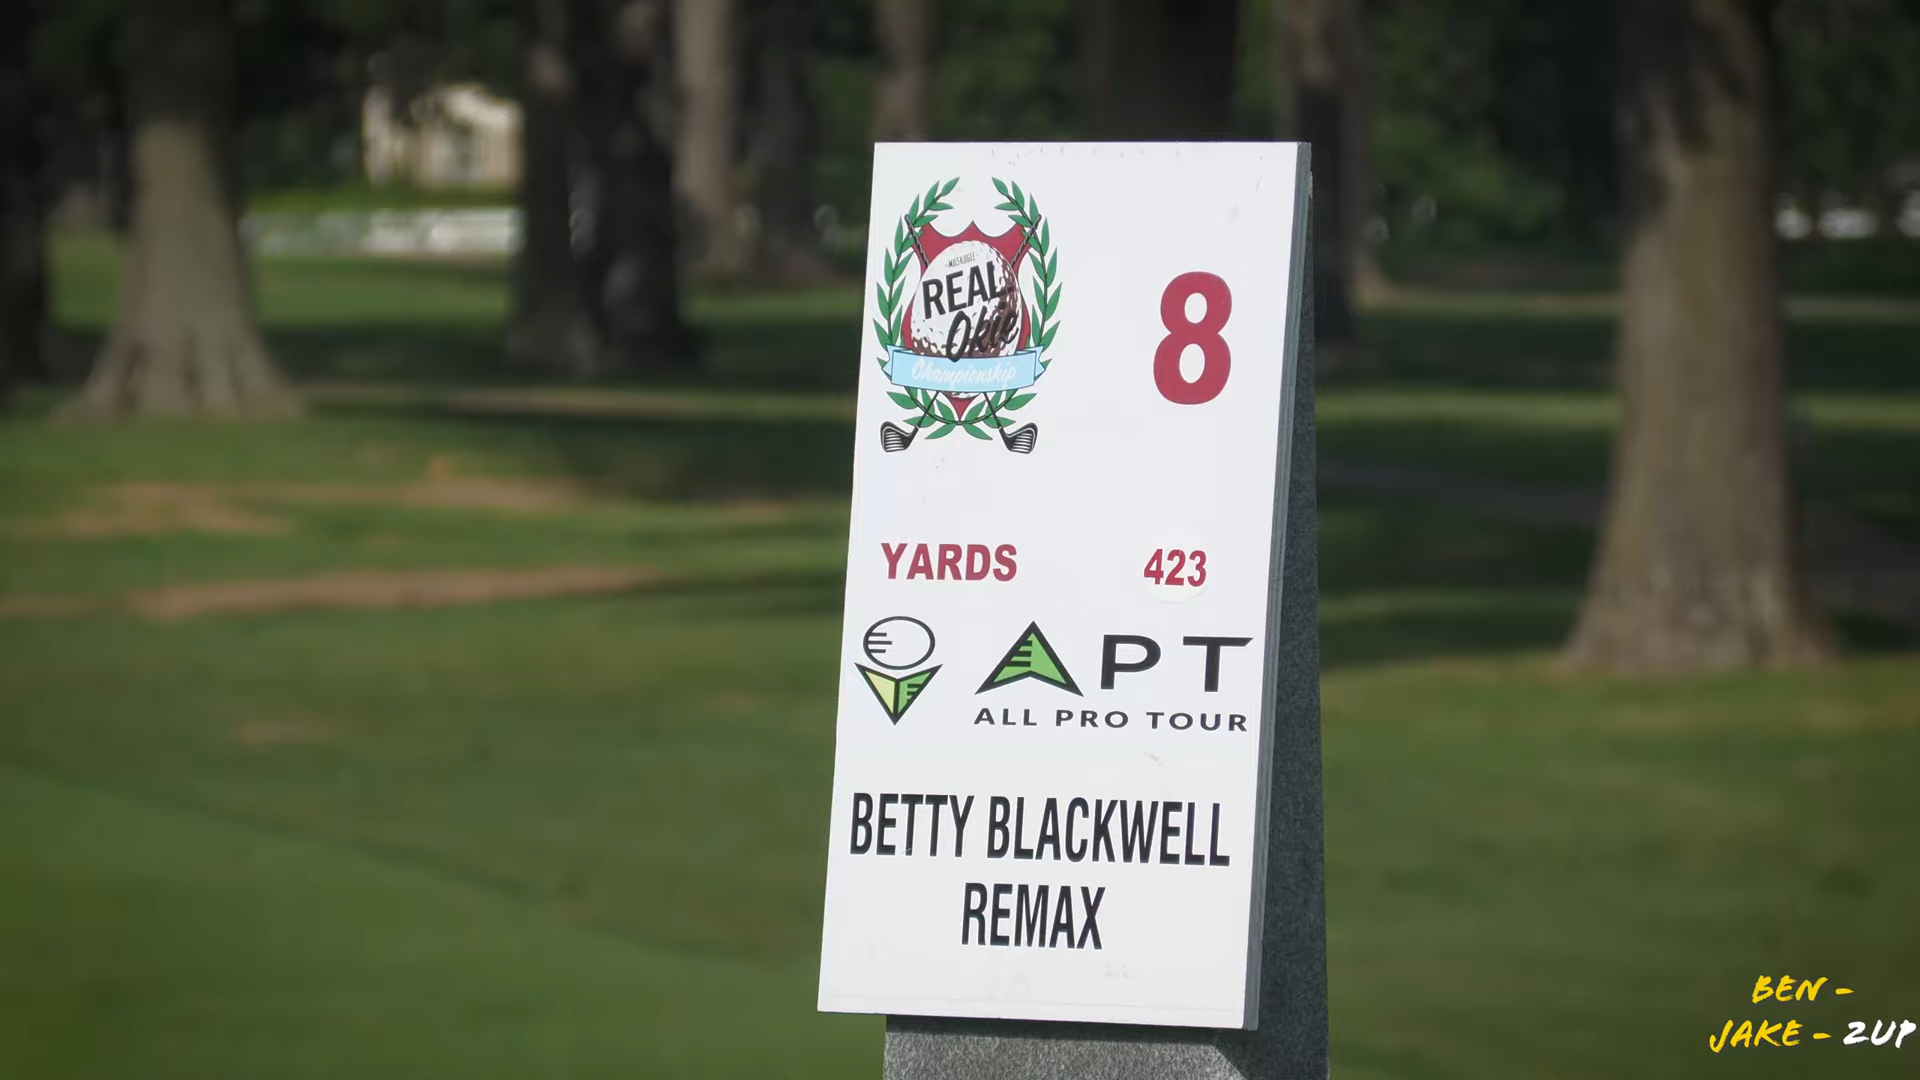 -MUSKOGEE-
REAL
Okie
Championship
8
YARDS 423
APT
ALL PRO TOUR
BETTY BLACKWELL
REMAX
BEN -
JAKE - 2UP